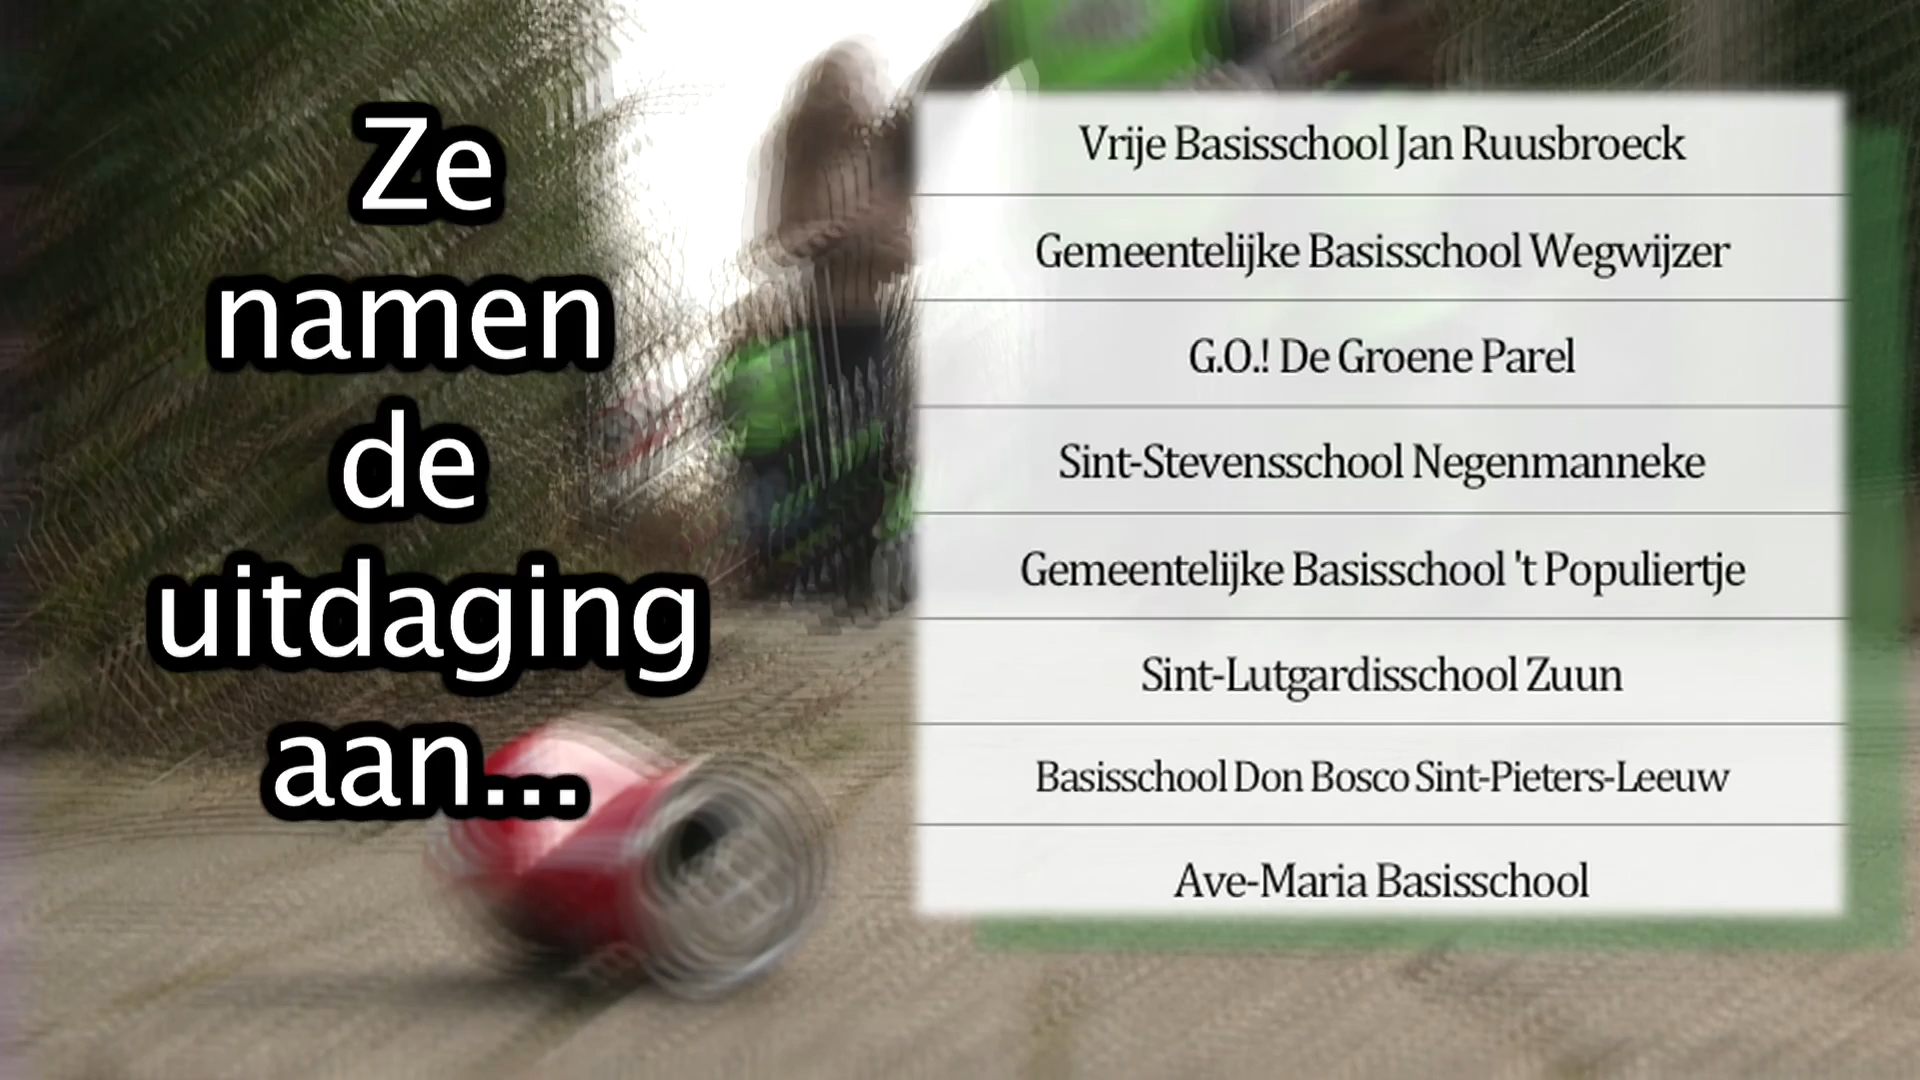 Ze
namen
de
uitdaging
aan...
Vrije Basisschool Jan Ruusbroeck
Gemeentelijke Basisschool Wegwijzer
G.O.! De Groene Parel
Sint-Stevensschool Negenmanneke
Gemeentelijke Basisschool 't Populiertje
Sint-Lutgardisschool Zuun
Basisschool Don Bosco Sint-Pieters-Leeuw
Ave-Maria Basisschool